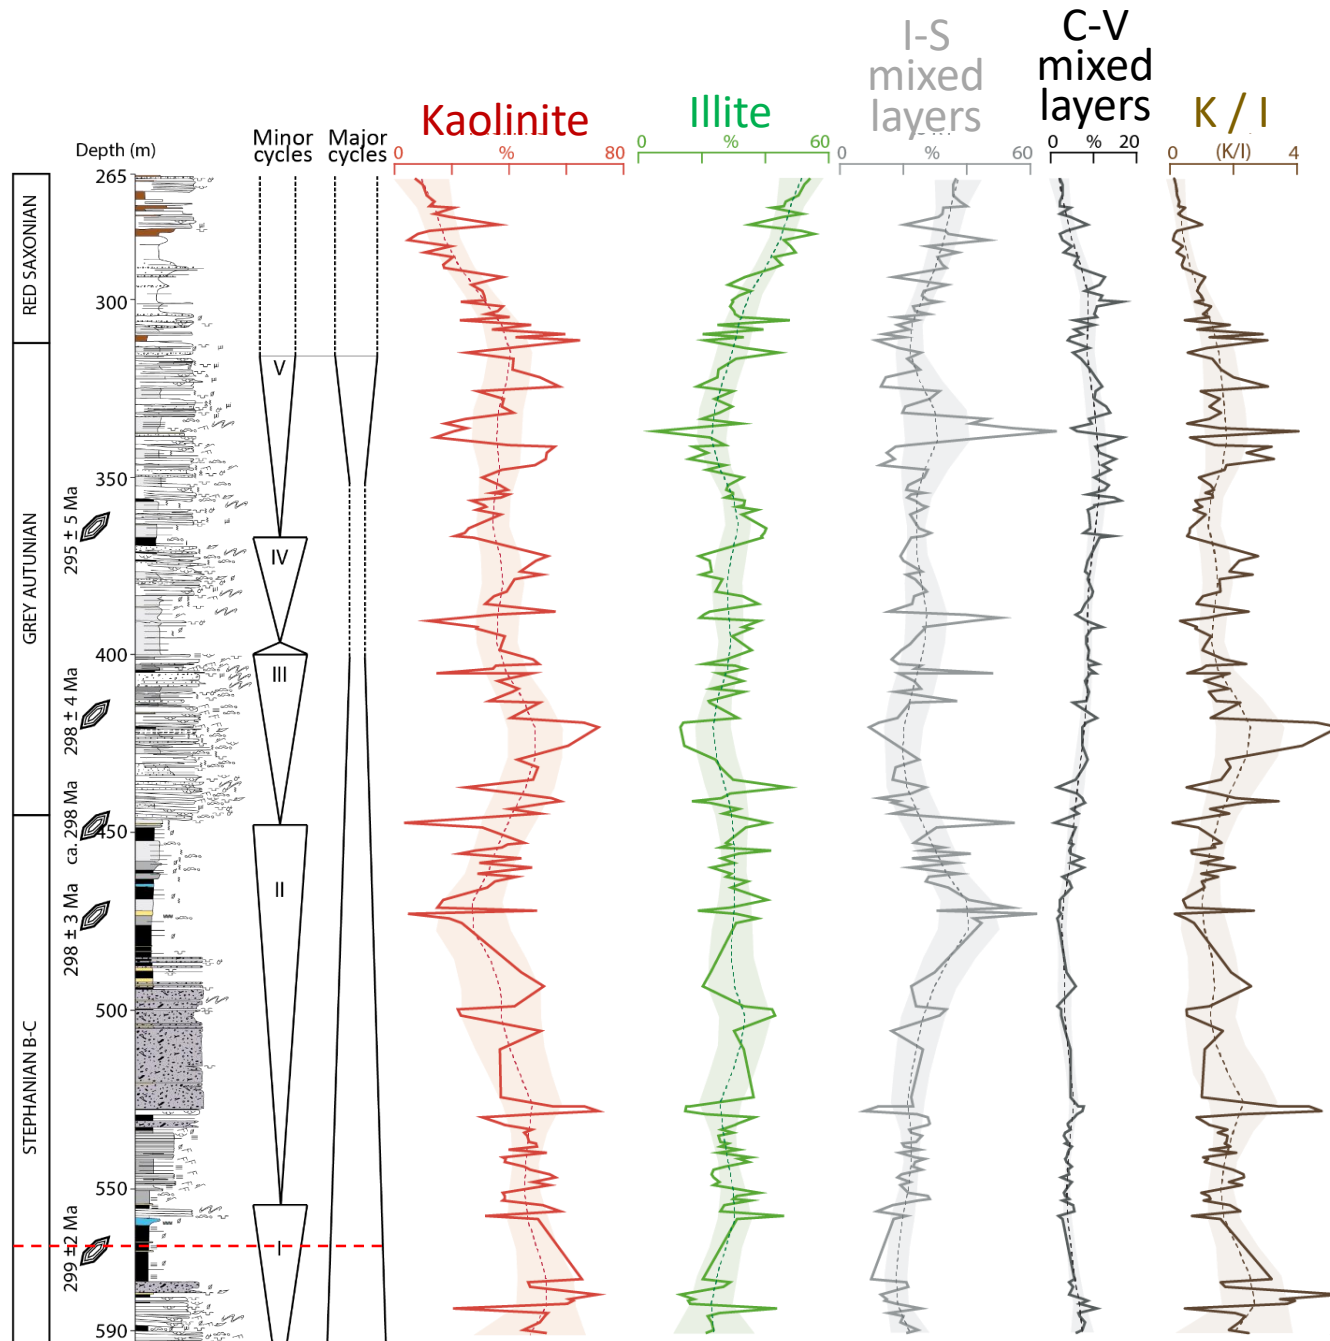 I-S
mixed
layers
C-V
mixed
layers
Kaolinite
Illite
K / I
Depth (m)
Minor
cycles
Major
cycles
0 % 80
0 % 60
0 % 60
0 % 20
0 (K/I) 4
265
300
350
400
450
500
550
590
RED SAXONIAN
GREY AUTUNIAN
STEPHANIAN B-C
295 ± 5 Ma
298 ± 4 Ma
ca. 298 Ma
298 ± 3 Ma
299 ±2 Ma
V
IV
III
II
I